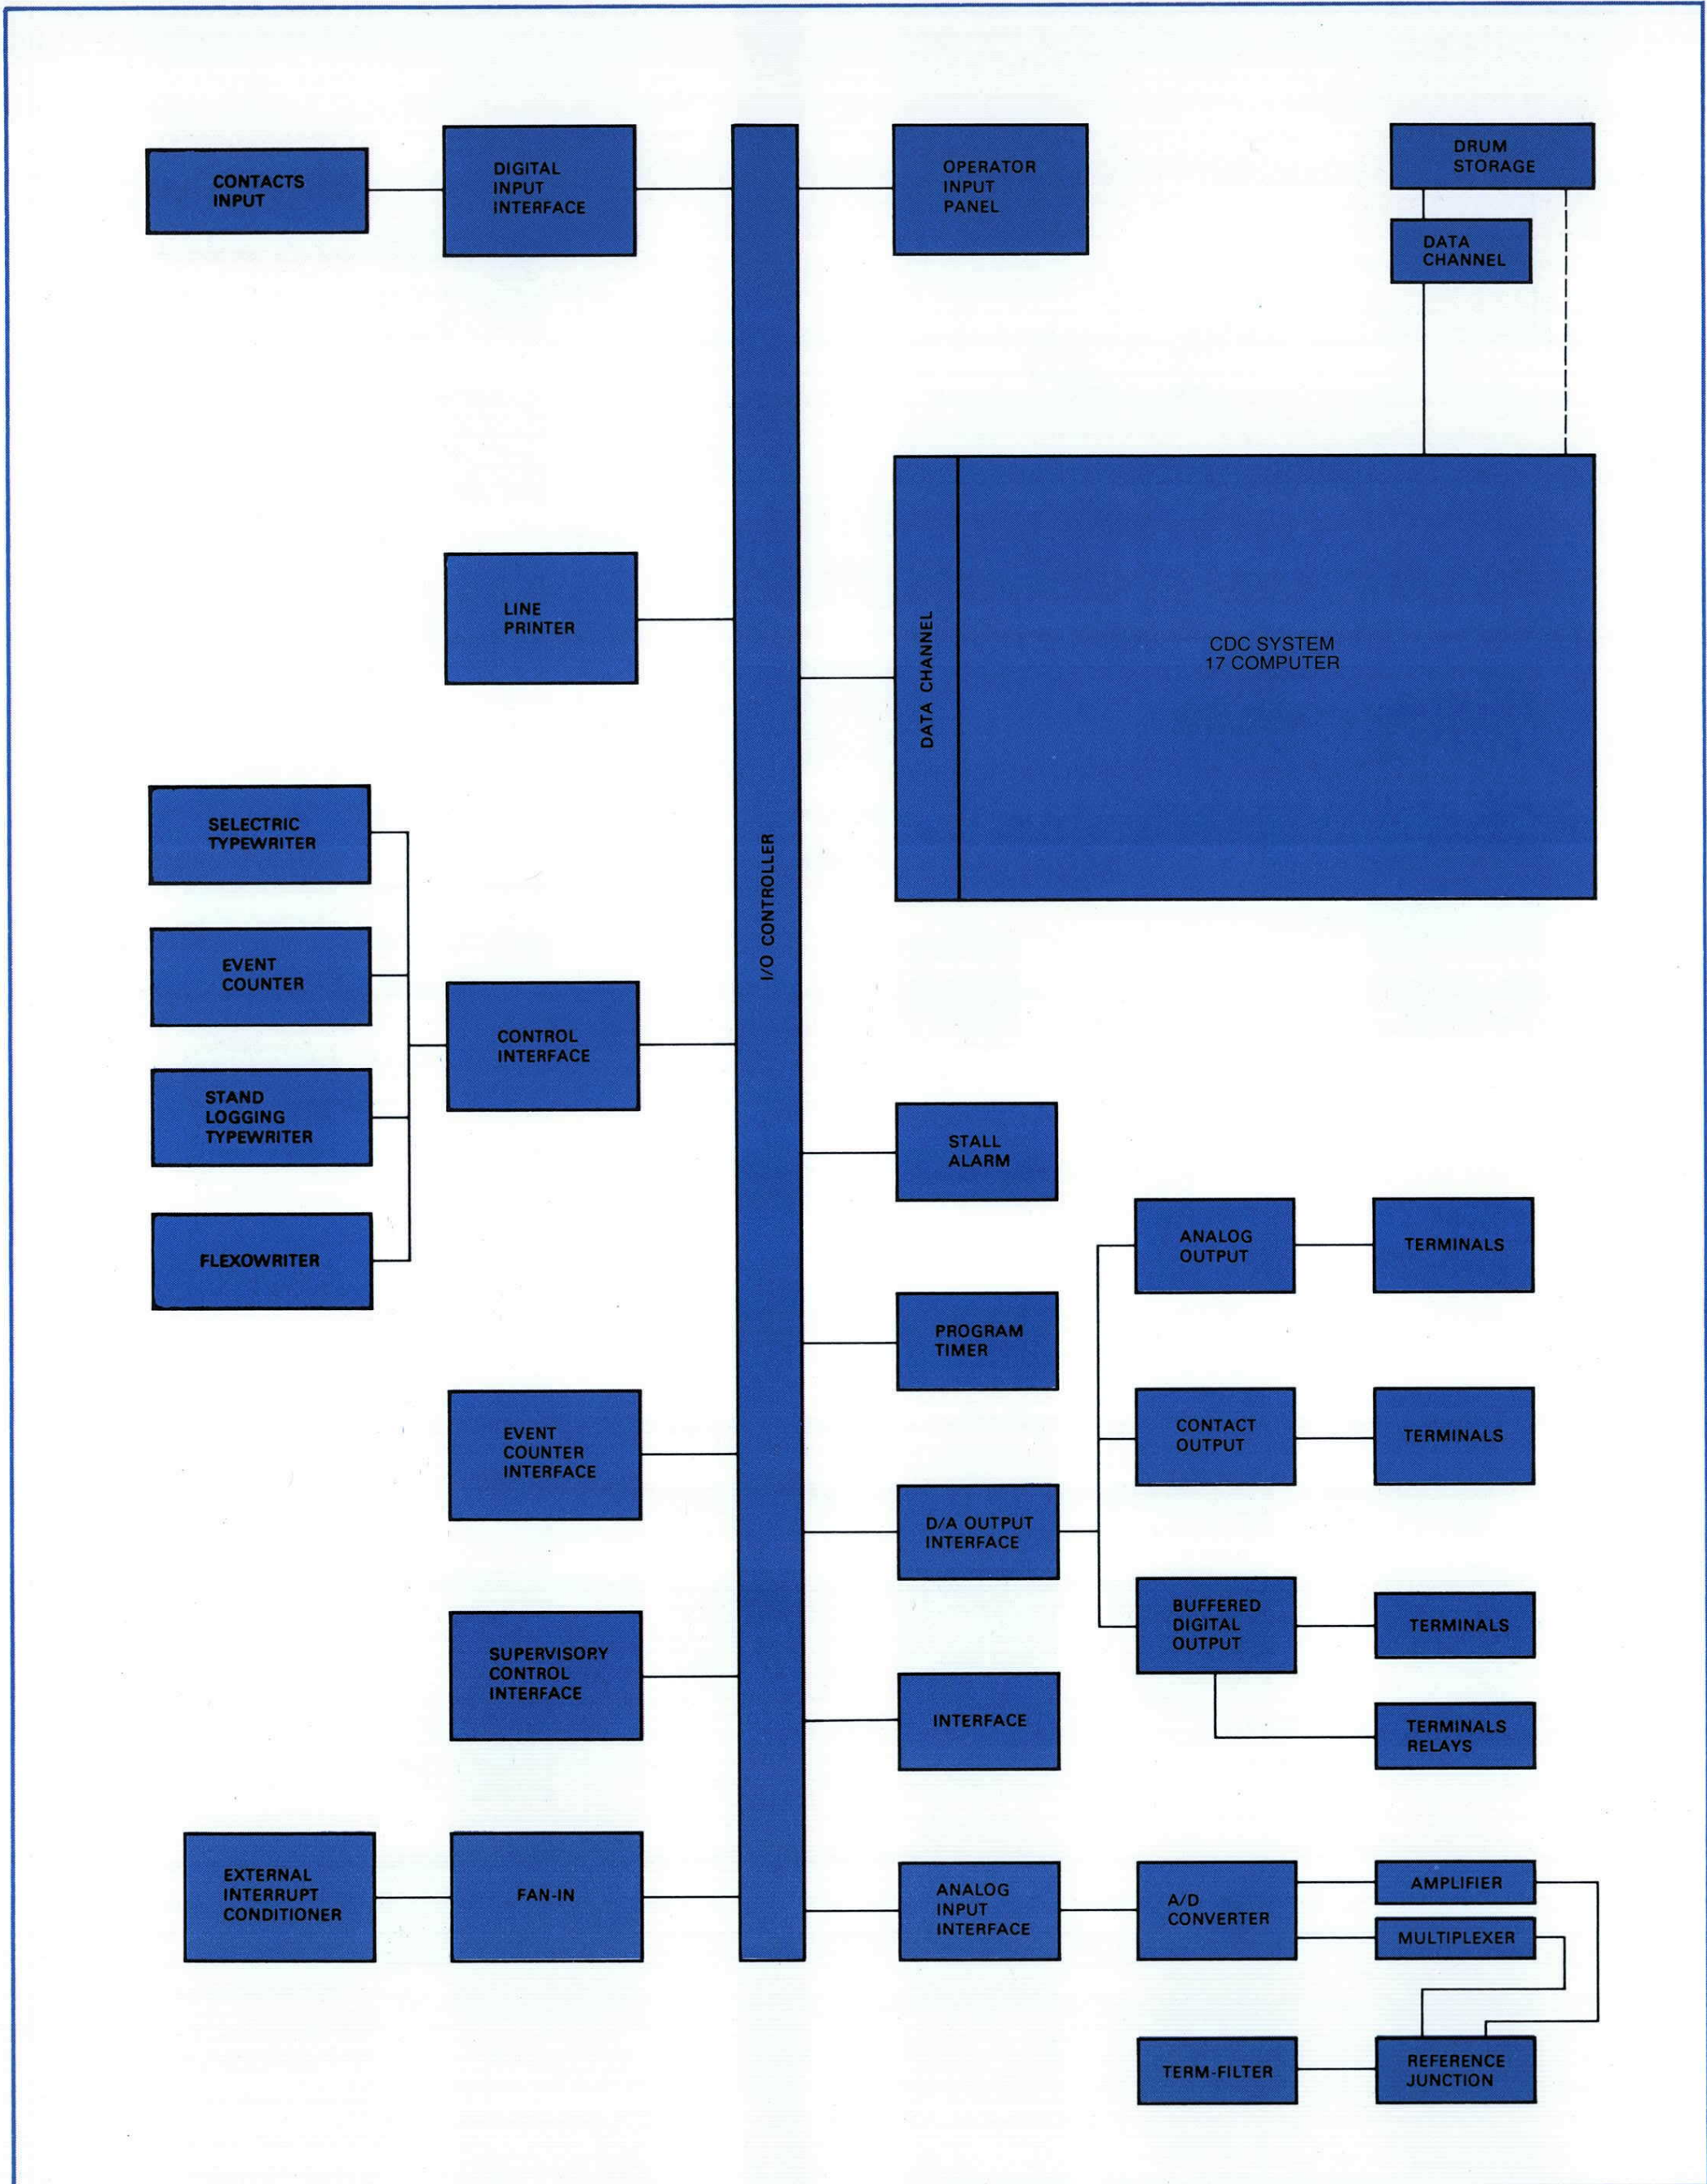 CONTACTS
INPUT
DIGITAL
INPUT
INTERFACE
OPERATOR
INPUT
PANEL
DRUM
STORAGE
DATA
CHANNEL
LINE
PRINTER
DATA CHANNEL
CDC SYSTEM
17 COMPUTER
I/O CONTROLLER
SELECTRIC
TYPEWRITER
EVENT
COUNTER
STAND
LOGGING
TYPEWRITER
FLEXOWRITER
CONTROL
INTERFACE
STALL
ALARM
PROGRAM
TIMER
ANALOG
OUTPUT
TERMINALS
CONTACT
OUTPUT
TERMINALS
EVENT
COUNTER
INTERFACE
D/A OUTPUT
INTERFACE
BUFFERED
DIGITAL
OUTPUT
TERMINALS
SUPERVISORY
CONTROL
INTERFACE
INTERFACE
TERMINALS
RELAYS
EXTERNAL
INTERRUPT
CONDITIONER
FAN-IN
ANALOG
INPUT
INTERFACE
A/D
CONVERTER
AMPLIFIER
MULTIPLEXER
TERM-FILTER
REFERENCE
JUNCTION